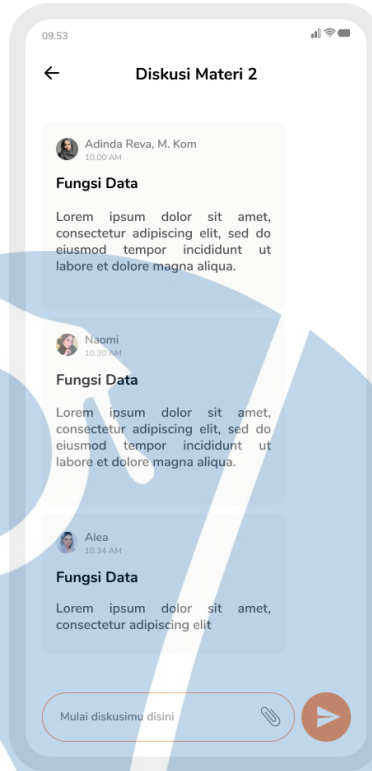 09.53
Diskusi Materi 2
Adinda Reva, M. Kom
10.00 AM
Fungsi Data
Lorem ipsum dolor sit amet,
consectetur adipiscing elit, sed do
eiusmod tempor incididunt ut
labore et dolore magna aliqua.
Naomi
10.30 AM
Fungsi Data
Lorem ipsum dolor sit amet,
consectetur adipiscing elit, sed do
eiusmod tempor incididunt ut
labore et dolore magna aliqua.
Alea
10.34 AM
Fungsi Data
Lorem ipsum dolor sit amet,
consectetur adipiscing elit
Mulai diskusimu disini